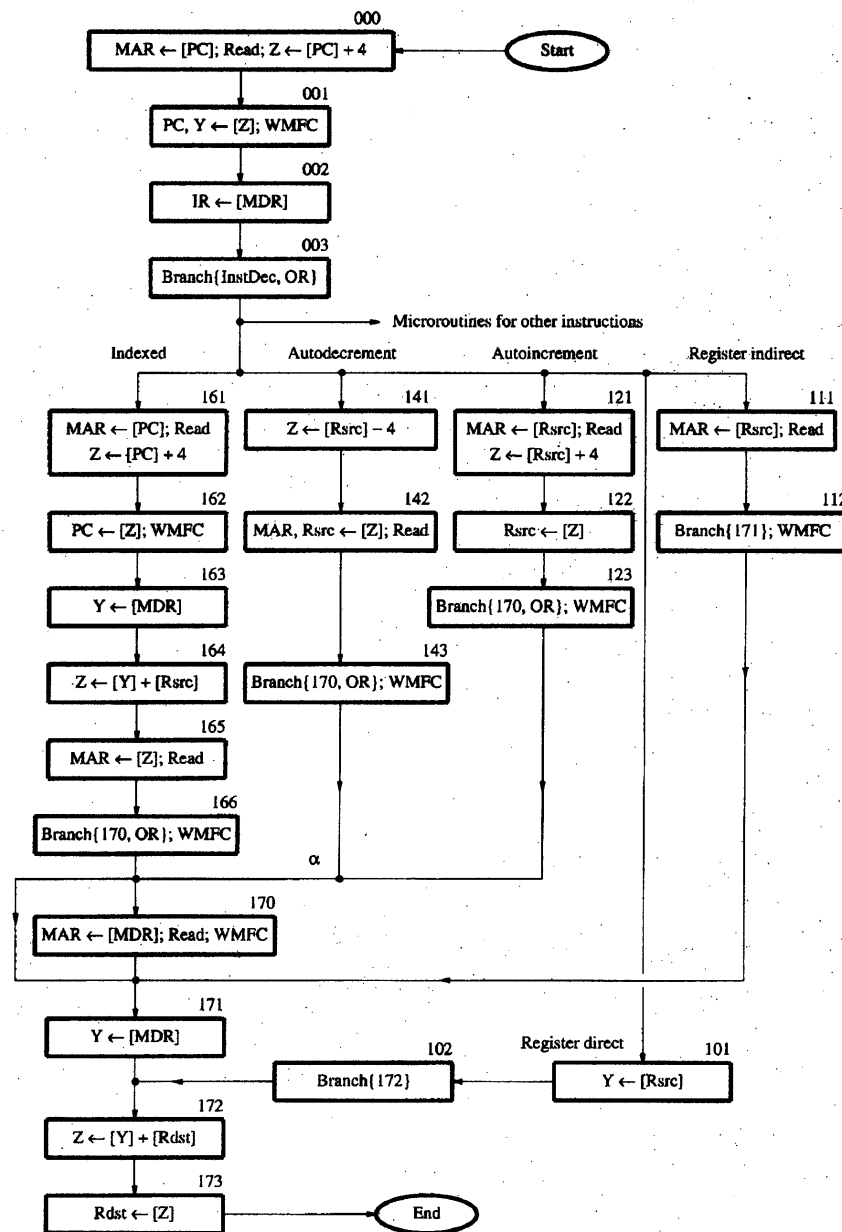 000
MAR ← [PC]; Read; Z ← [PC] + 4
Start
001
PC, Y ← [Z]; WMFC
002
IR ← [MDR]
003
Branch{InstDec, OR}
Microroutines for other instructions
Indexed
Autodecrement
Autoincrement
Register indirect
161
MAR ← [PC]; Read
Z ← [PC] + 4
141
Z ← [Rsrc] – 4
121
MAR ← [Rsrc]; Read
Z ← [Rsrc] + 4
111
MAR ← [Rsrc]; Read
162
PC ← [Z]; WMFC
142
MAR, Rsrc ← [Z]; Read
122
Rsrc ← [Z]
112
Branch{171}; WMFC
163
Y ← [MDR]
123
Branch{170, OR}; WMFC
164
Z ← [Y] + [Rsrc]
143
Branch{170, OR}; WMFC
165
MAR ← [Z]; Read
166
Branch{170, OR}; WMFC
α
170
MAR ← [MDR]; Read; WMFC
171
Y ← [MDR]
Register direct
102
Branch{172}
101
Y ← [Rsrc]
172
Z ← [Y] + [Rdst]
173
Rdst ← [Z]
End